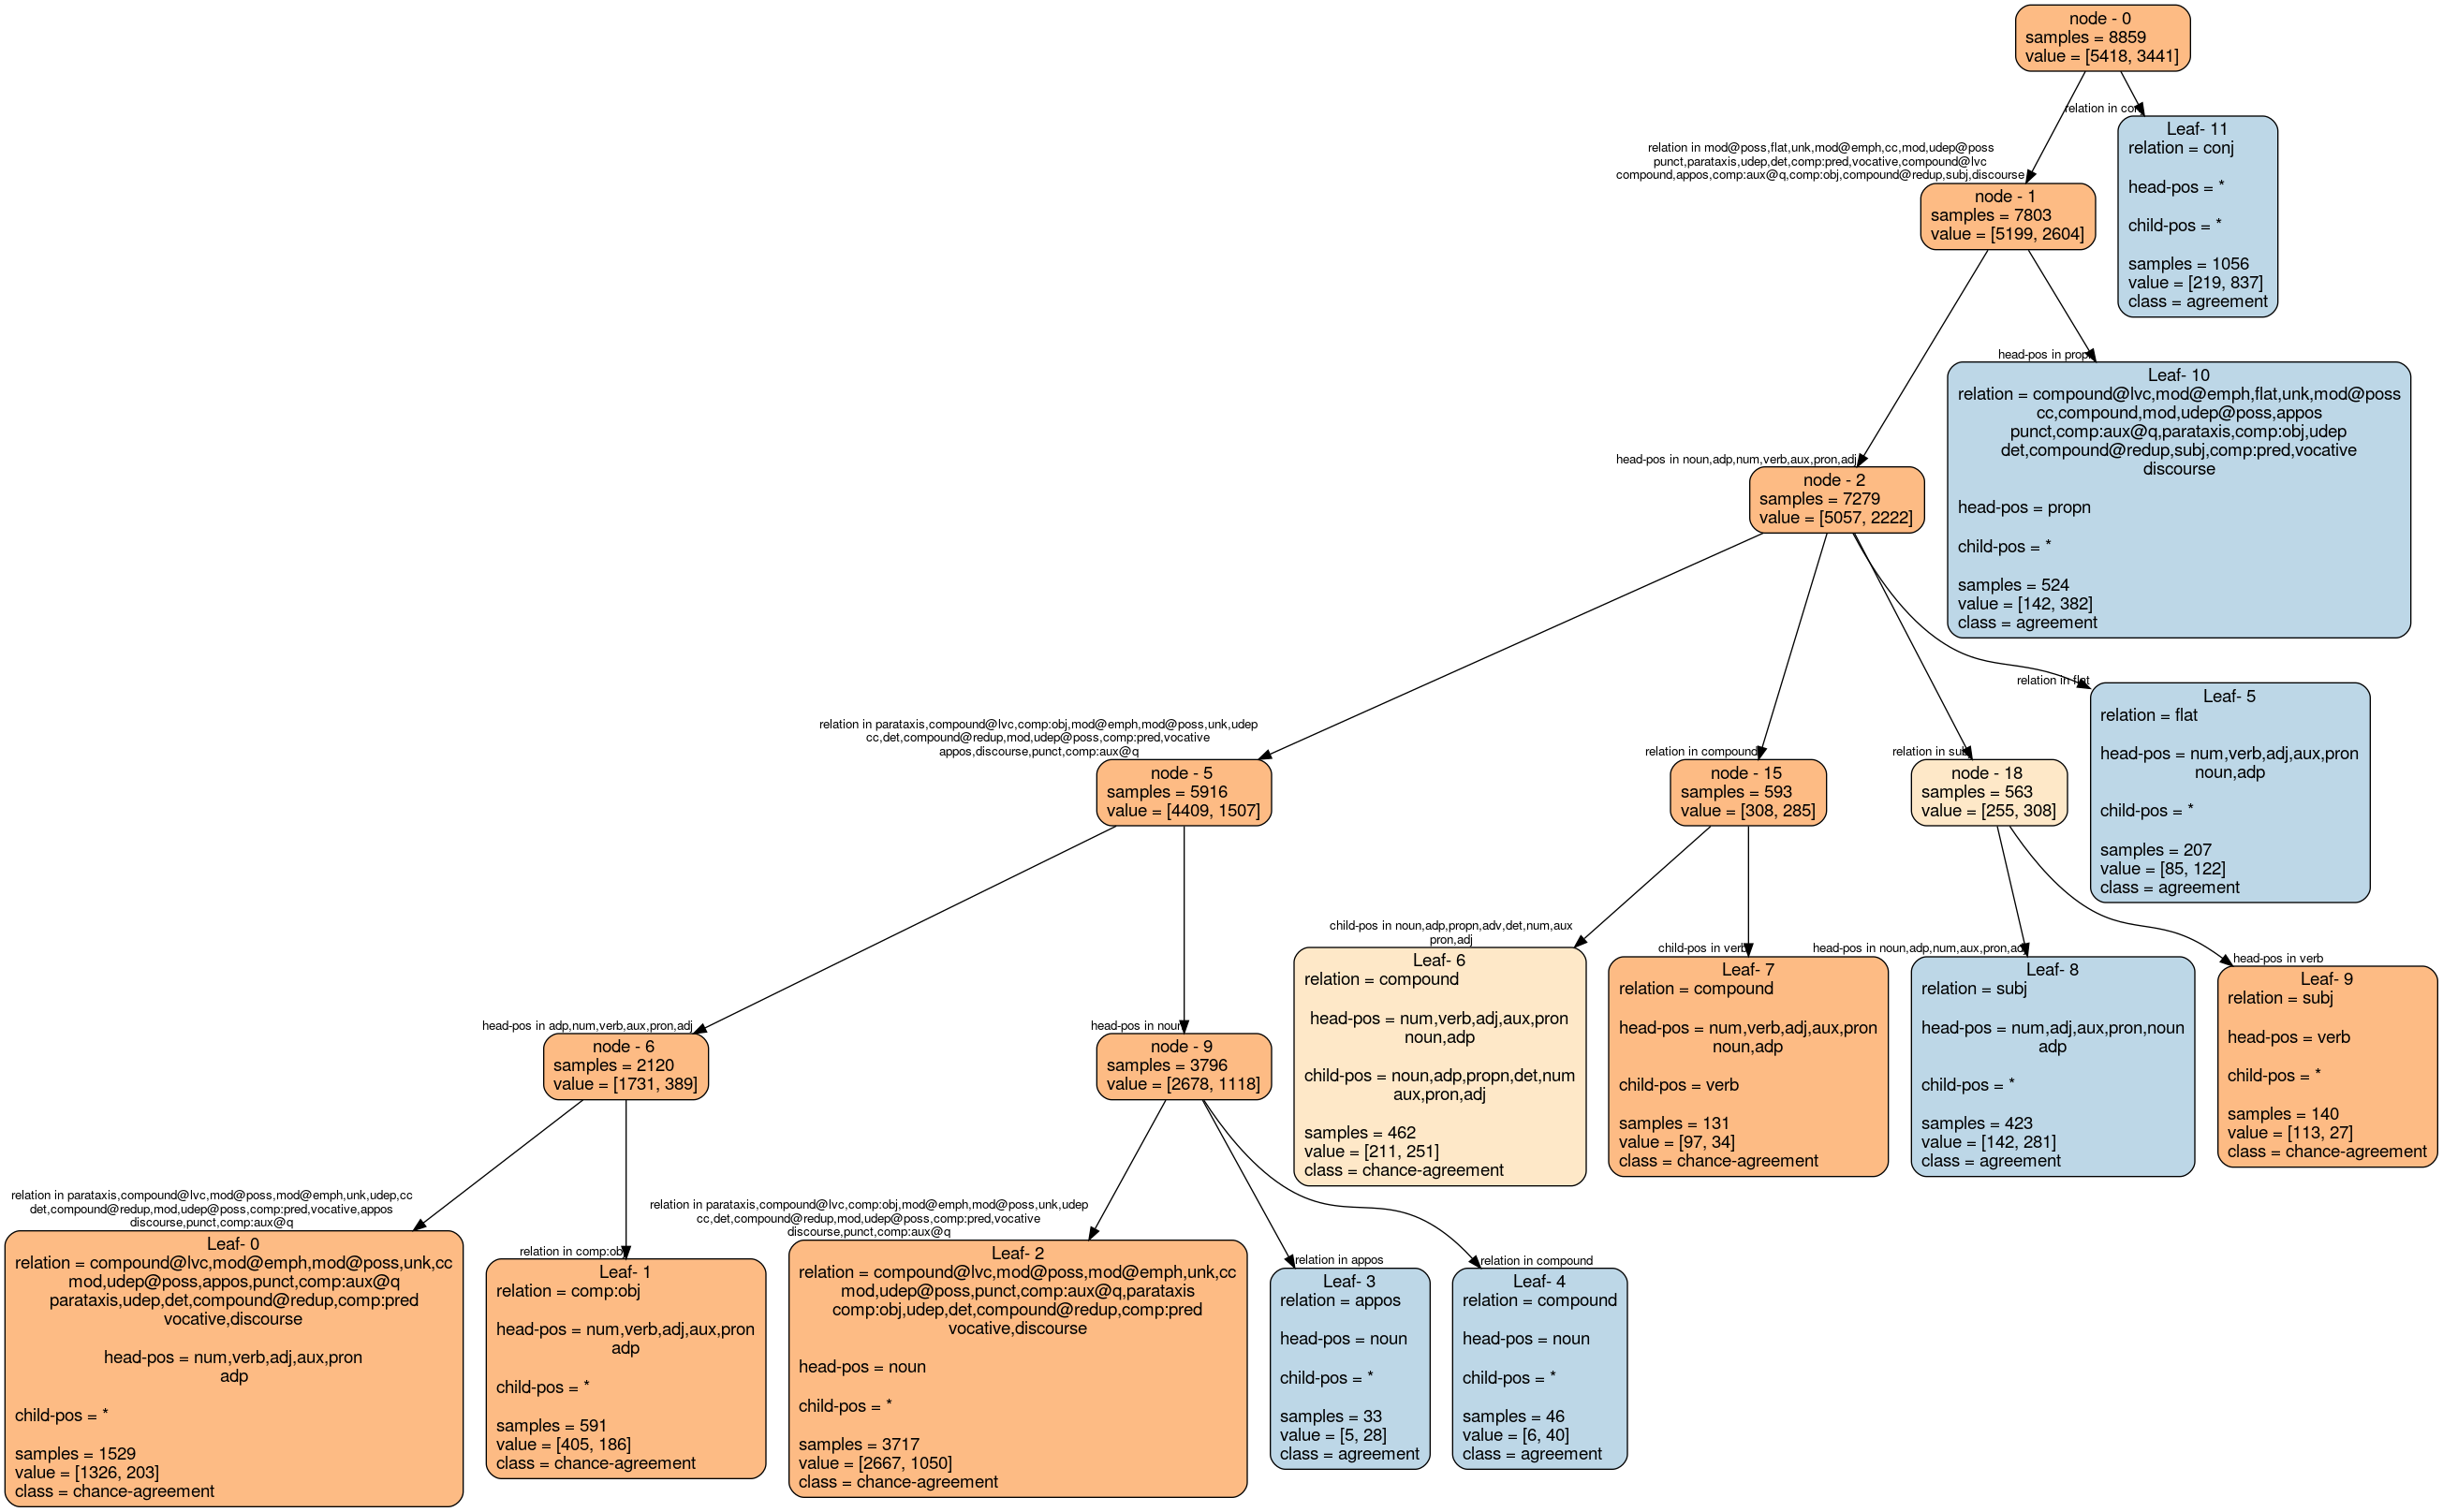 node - 0
samples = 8859
value = [5418, 3441]
relation in
Leaf- 11
relation = conj
head-pos = *
child-pos = *
samples = 1056
value = [219, 837]
class = agreement
relation in mod@poss,flat,unk,mod@emph,cc,mod,udep@poss
punct,parataxis,udep,det,comp:pred,vocative,compound@lvc
compound,appos,comp:aux@q,comp:obj,compound@redup,subj,discourse
node - 1
samples = 7803
value = [5199, 2604]
head-pos in
Leaf- 10
relation = compound@lvc,mod@emph,flat,unk,mod@poss
cc,compound,mod,udep@poss,appos
punct,comp:aux@q,parataxis,comp:obj,udep
det,compound@redup,subj,comp:pred,vocative
discourse
head-pos = propn
child-pos = *
samples = 524
value = [142, 382]
class = agreement
head-pos in noun,adp,num,verb,aux,pron,adj
node - 2
samples = 7279
value = [5057, 2222]
relation in flat
Leaf- 5
relation = flat
head-pos = num,verb,adj,aux,pron
noun,adp
child-pos = *
samples = 207
value = [85, 122]
class = agreement
relation in parataxis,compound@lvc,comp:obj,mod@emph,mod@poss,unk,udep
cc,det,compound@redup,mod,udep@poss,comp:pred,vocative
appos,discourse,punct,comp:aux@q
node - 5
samples = 5916
value = [4409, 1507]
relation in compound
node - 15
samples = 593
value = [308, 285]
relation in
node - 18
samples = 563
value = [255, 308]
child-pos in noun,adp,propn,adv,det,num,aux
pron,adj
Leaf- 6
relation = compound
head-pos = num,verb,adj,aux,pron
noun,adp
child-pos = noun,adp,propn,det,num
aux,pron,adj
samples = 462
value = [211, 251]
class = chance-agreement
child-pos in verb
Leaf- 7
relation = compound
head-pos = num,verb,adj,aux,pron
noun,adp
child-pos = verb
samples = 131
value = [97, 34]
class = chance-agreement
head-pos in noun,adp,num,aux,pron,adj
Leaf- 8
relation = subj
head-pos = num,adj,aux,pron,noun
adp
child-pos = *
samples = 423
value = [142, 281]
class = agreement
head-pos in verb
Leaf- 9
relation = subj
head-pos = verb
child-pos = *
samples = 140
value = [113, 27]
class = chance-agreement
head-pos in adp,num,verb,aux,pron,adj
node - 6
samples = 2120
value = [1731, 389]
head-pos in noun
node - 9
samples = 3796
value = [2678, 1118]
relation in parataxis,compound@lvc,mod@poss,mod@emph,unk,udep,cc
det,compound@redup,mod,udep@poss,comp:pred,vocative,appos
discourse,punct,comp:aux@q
Leaf- 0
relation = compound@lvc,mod@emph,mod@poss,unk,cc
mod,udep@poss,appos,punct,comp:aux@q
parataxis,udep,det,compound@redup,comp:pred
vocative,discourse
head-pos = num,verb,adj,aux,pron
adp
child-pos = *
samples = 1529
value = [1326, 203]
class = chance-agreement
relation in comp:obj
Leaf- 1
relation = comp:obj
head-pos = num,verb,adj,aux,pron
adp
child-pos = *
samples = 591
value = [405, 186]
class = chance-agreement
relation in parataxis,compound@lvc,comp:obj,mod@emph,mod@poss,unk,udep
cc,det,compound@redup,mod,udep@poss,comp:pred,vocative
discourse,punct,comp:aux@q
Leaf- 2
relation = compound@lvc,mod@poss,mod@emph,unk,cc
mod,udep@poss,punct,comp:aux@q,parataxis
comp:obj,udep,det,compound@redup,comp:pred
vocative,discourse
head-pos = noun
child-pos = *
samples = 3717
value = [2667, 1050]
class = chance-agreement
relation in appos
Leaf- 3
relation = appos
head-pos = noun
child-pos = *
samples = 33
value = [5, 28]
class = agreement
relation in compound
Leaf- 4
relation = compound
head-pos = noun
child-pos = *
samples = 46
value = [6, 40]
class = agreement